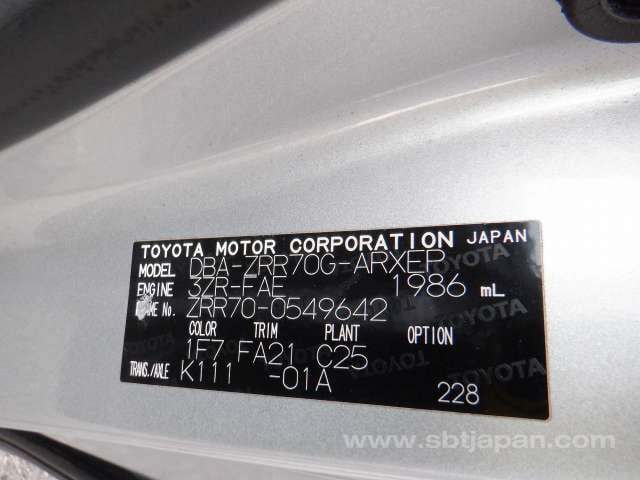 TOYOTA MOTOR CORPORATION JAPAN
MODEL DBA-ZRR70G-ARXEP
ENGINE 3ZR-FAE 1986 mL
No. ZRR70-0549642
COLOR TRIM PLANT OPTION
1F7 FA21 C25
TRANS./AXLE K111 -01A
228
www.sbtjapan.com